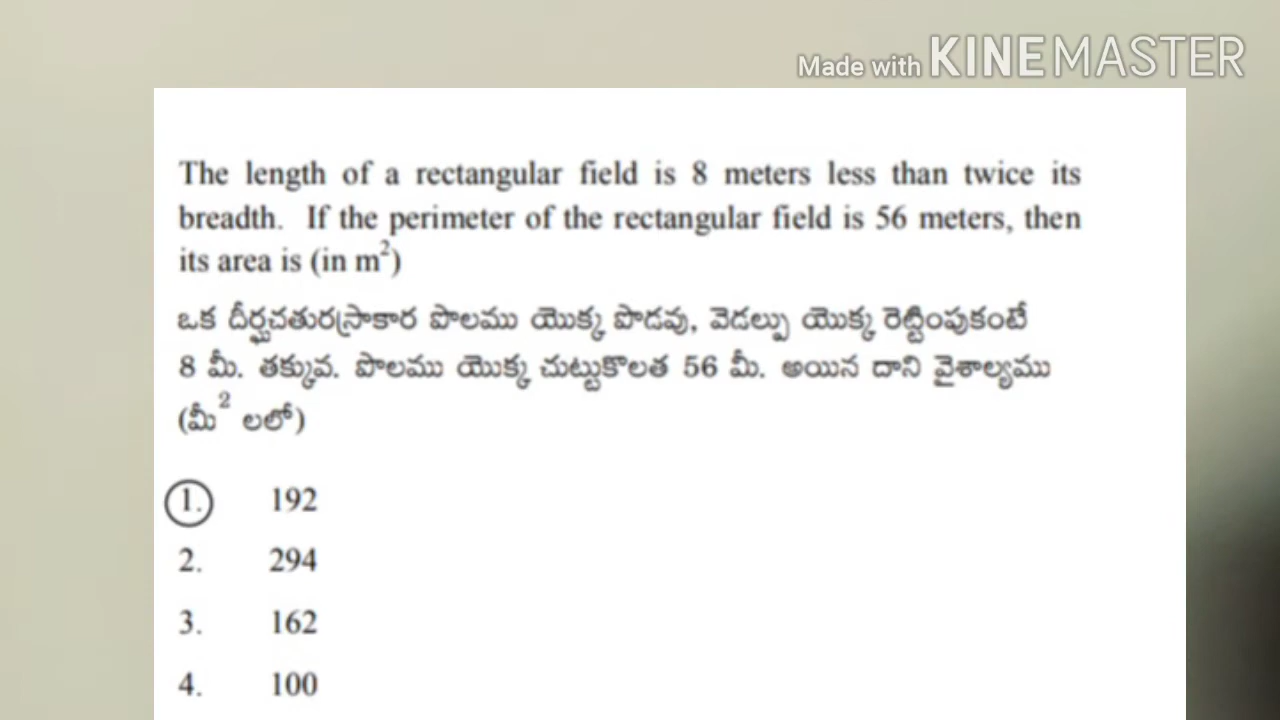 Made with KINEMASTER
The length of a rectangular field is 8 meters less than twice its
breadth. If the perimeter of the rectangular field is 56 meters, then
its area is (in m²)
ఒక దీర్ఘచతురస్రాకార పొలము యొక్క పొడవు, వెడల్పు యొక్క రెట్టింపుకంటే
8 మీ. తక్కువ. పొలము యొక్క చుట్టుకొలత 56 మీ. అయిన దాని వైశాల్యము
(మీ² లలో)
1. 192
2. 294
3. 162
4. 100